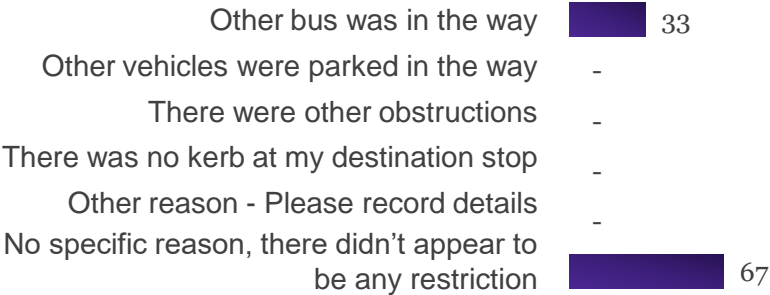 Other bus was in the way 33
Other vehicles were parked in the way -
There were other obstructions -
There was no kerb at my destination stop -
Other reason - Please record details -
No specific reason, there didn’t appear to
be any restriction 67